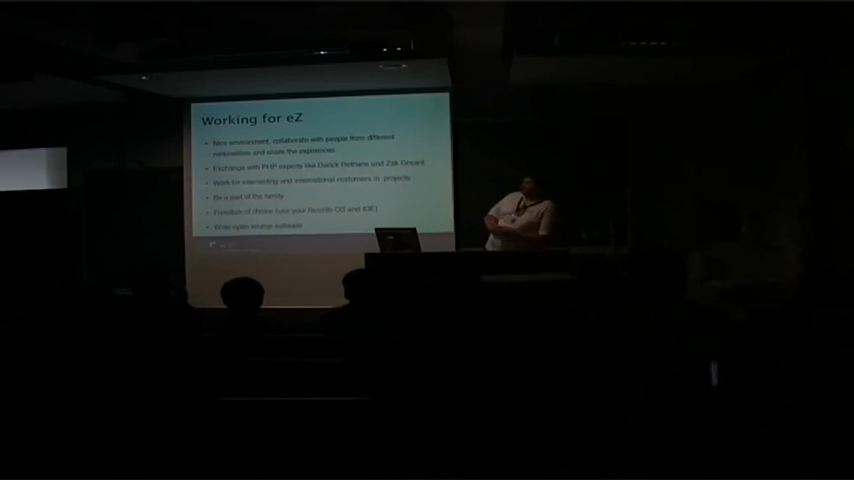 Working for eZ
• Nice environment, collaborate with people from different
nationalities and share the experiences
• Exchange with PHP experts like Derick Rethans and Zak Greant
• Work for interesting and international customers in projects
• Be a part of the family
• Freedom of choice (use your favorite OS and IDE)
• Write open source software